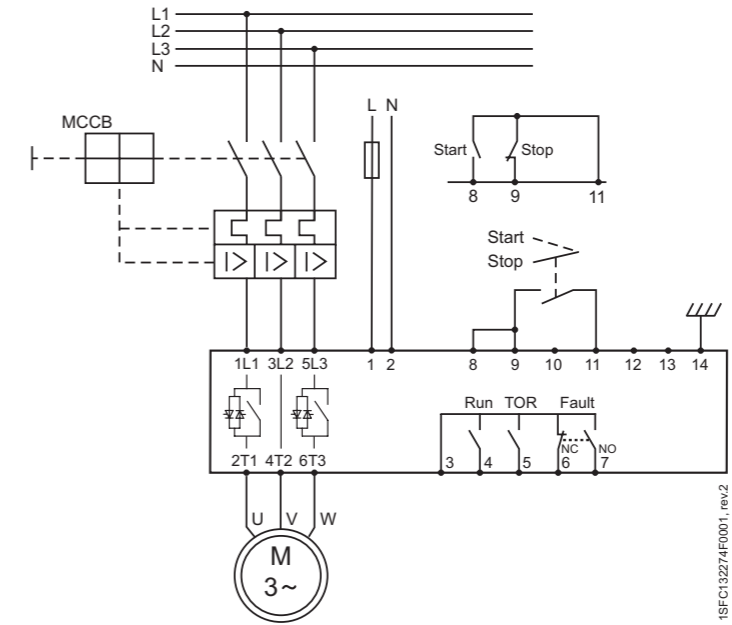 L1
L2
L3
N
MCCB
L N
Start Stop
8 9 11
Start
Stop
1L1 3L2 5L3 1 2 8 9 10 11 12 13 14
Run TOR Fault
NC NO
2T1 4T2 6T3 3 4 5 6 7
U V W
M
3~
1SFC132274F0001, rev.2